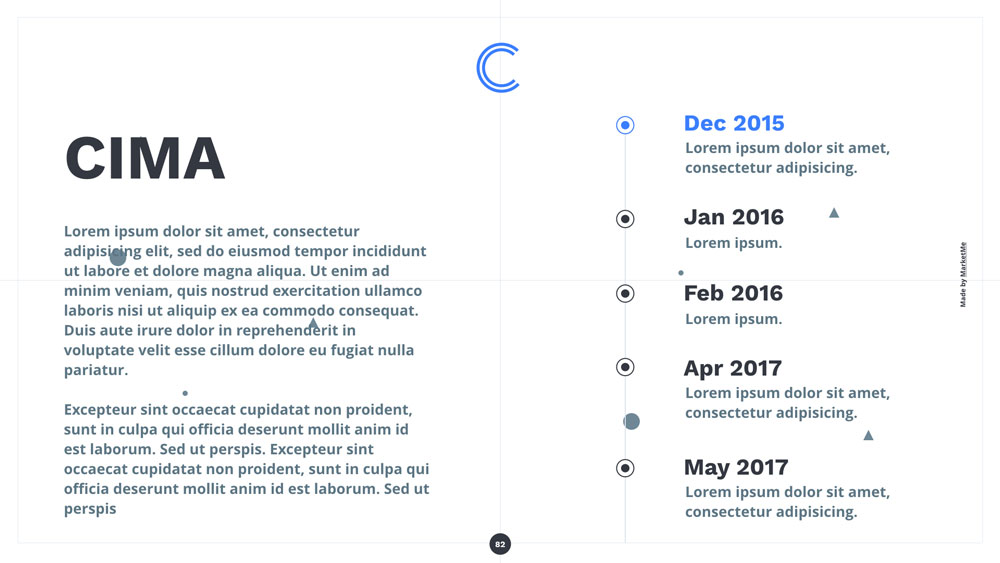 CIMA
Lorem ipsum dolor sit amet, consectetur
adipisicing elit, sed do eiusmod tempor incididunt
ut labore et dolore magna aliqua. Ut enim ad
minim veniam, quis nostrud exercitation ullamco
laboris nisi ut aliquip ex ea commodo consequat.
Duis aute irure dolor in reprehenderit in
voluptate velit esse cillum dolore eu fugiat nulla
pariatur.
Excepteur sint occaecat cupidatat non proident,
sunt in culpa qui officia deserunt mollit anim id
est laborum. Sed ut perspis. Excepteur sint
occaecat cupidatat non proident, sunt in culpa qui
officia deserunt mollit anim id est laborum. Sed ut
perspis
Dec 2015
Lorem ipsum dolor sit amet,
consectetur adipisicing.
Jan 2016
Lorem ipsum.
Feb 2016
Lorem ipsum.
Apr 2017
Lorem ipsum dolor sit amet,
consectetur adipisicing.
May 2017
Lorem ipsum dolor sit amet,
consectetur adipisicing.
Made by MarketMe
82